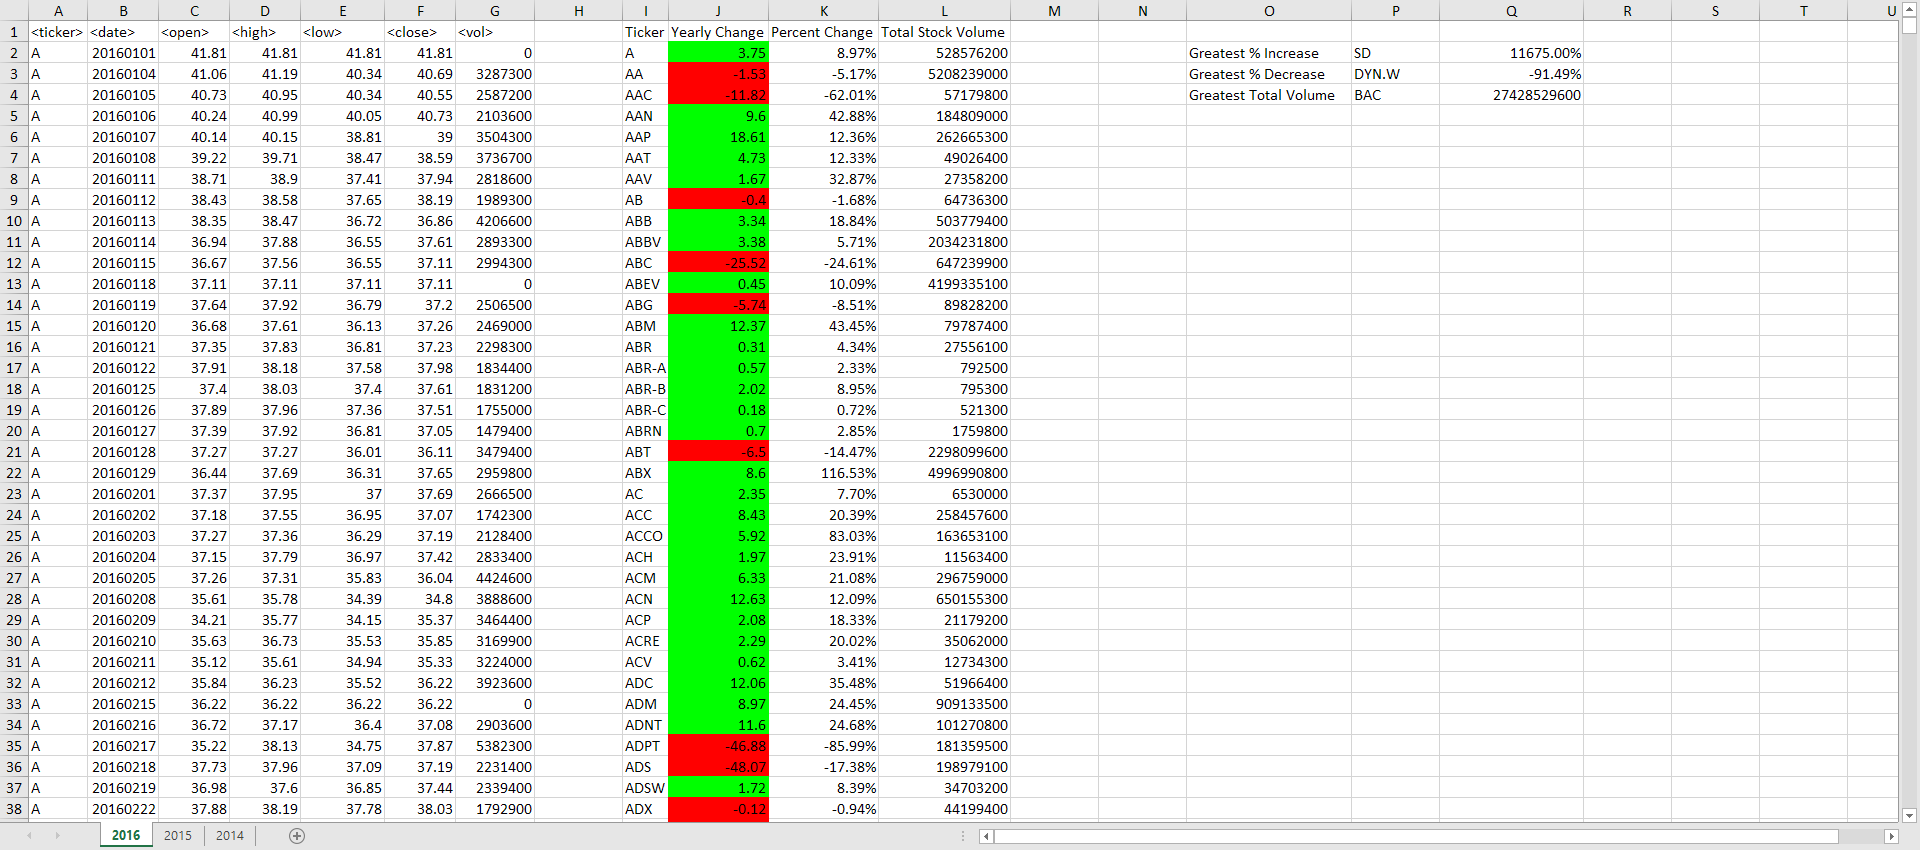 A B C D E F G H I J K L M N O P Q R S T U
1 <ticker> <date> <open> <high> <low> <close> <vol> Ticker Yearly Change Percent Change Total Stock Volume
2 A 20160101 41.81 41.81 41.81 41.81 0 A 3.75 8.97% 528576200 Greatest % Increase SD 11675.00%
3 A 20160104 41.06 41.19 40.34 40.69 3287300 AA -1.53 -5.17% 5208239000 Greatest % Decrease DYN.W -91.49%
4 A 20160105 40.73 40.95 40.34 40.55 2587200 AAC -11.82 -62.01% 57179800 Greatest Total Volume BAC 27428529600
5 A 20160106 40.24 40.99 40.05 40.73 2103600 AAN 9.6 42.88% 184809000
6 A 20160107 40.14 40.15 38.81 39 3504300 AAP 18.61 12.36% 262665300
7 A 20160108 39.22 39.71 38.47 38.59 3736700 AAT 4.73 12.33% 49026400
8 A 20160111 38.71 38.9 37.41 37.94 2818600 AAV 1.67 32.87% 27358200
9 A 20160112 38.43 38.58 37.65 38.19 1989300 AB -0.4 -1.68% 64736300
10 A 20160113 38.35 38.47 36.72 36.86 4206600 ABB 3.34 18.84% 503779400
11 A 20160114 36.94 37.88 36.55 37.61 2893300 ABBV 3.38 5.71% 2034231800
12 A 20160115 36.67 37.56 36.55 37.11 2994300 ABC -25.52 -24.61% 647239900
13 A 20160118 37.11 37.11 37.11 37.11 0 ABEV 0.45 10.09% 4199335100
14 A 20160119 37.64 37.92 36.79 37.2 2506500 ABG -5.74 -8.51% 89828200
15 A 20160120 36.68 37.61 36.13 37.26 2469000 ABM 12.37 43.45% 79787400
16 A 20160121 37.35 37.83 36.81 37.23 2298300 ABR 0.31 4.34% 27556100
17 A 20160122 37.91 38.18 37.58 37.98 1834400 ABR-A 0.57 2.33% 792500
18 A 20160125 37.4 38.03 37.4 37.61 1831200 ABR-B 2.02 8.95% 795300
19 A 20160126 37.89 37.96 37.36 37.51 1755000 ABR-C 0.18 0.72% 521300
20 A 20160127 37.39 37.92 36.81 37.05 1479400 ABRN 0.7 2.85% 1759800
21 A 20160128 37.27 37.27 36.01 36.11 3479400 ABT -6.5 -14.47% 2298099600
22 A 20160129 36.44 37.69 36.31 37.65 2959800 ABX 8.6 116.53% 4996990800
23 A 20160201 37.37 37.95 37 37.69 2666500 AC 2.35 7.70% 6530000
24 A 20160202 37.18 37.55 36.95 37.07 1742300 ACC 8.43 20.39% 258457600
25 A 20160203 37.27 37.36 36.29 37.19 2128400 ACCO 5.92 83.03% 163653100
26 A 20160204 37.15 37.79 36.97 37.42 2833400 ACH 1.97 23.91% 11563400
27 A 20160205 37.26 37.31 35.83 36.04 4424600 ACM 6.33 21.08% 296759000
28 A 20160208 35.61 35.78 34.39 34.8 3888600 ACN 12.63 12.09% 650155300
29 A 20160209 34.21 35.77 34.15 35.37 3464400 ACP 2.08 18.33% 21179200
30 A 20160210 35.63 36.73 35.53 35.85 3169900 ACRE 2.29 20.02% 35062000
31 A 20160211 35.12 35.61 34.94 35.33 3224000 ACV 0.62 3.41% 12734300
32 A 20160212 35.84 36.23 35.52 36.22 3923600 ADC 12.06 35.48% 51966400
33 A 20160215 36.22 36.22 36.22 36.22 0 ADM 8.97 24.45% 909133500
34 A 20160216 36.72 37.17 36.4 37.08 2903600 ADNT 11.6 24.68% 101270800
35 A 20160217 35.22 38.13 34.75 37.87 5382300 ADPT -46.88 -85.99% 181359500
36 A 20160218 37.73 37.96 37.09 37.19 2231400 ADS -48.07 -17.38% 198979100
37 A 20160219 36.98 37.6 36.85 37.44 2339400 ADSW 1.72 8.39% 34703200
38 A 20160222 37.88 38.19 37.78 38.03 1792900 ADX -0.12 -0.94% 44199400
2016 2015 2014